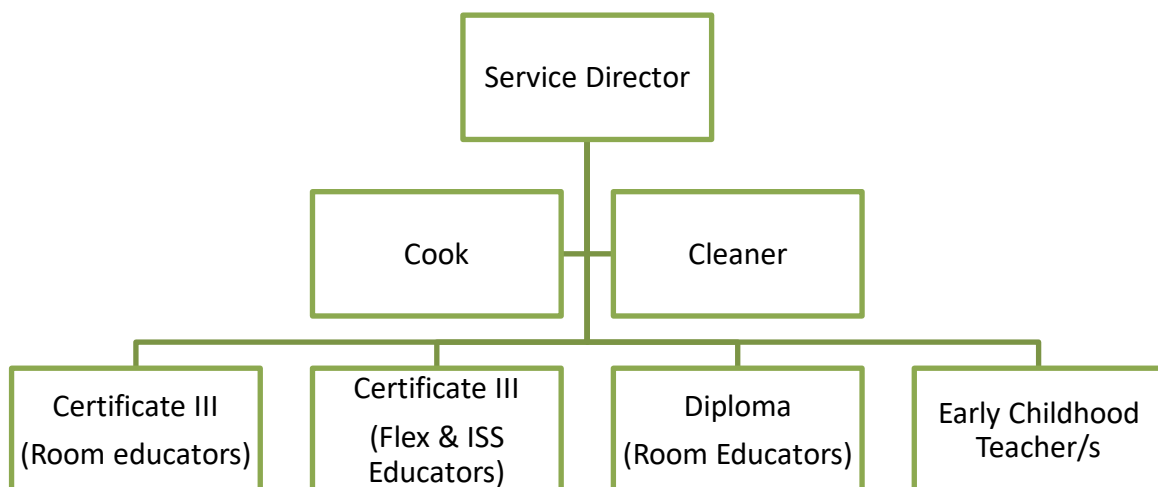 Service Director
Cook
Cleaner
Certificate III
(Room educators)
Certificate III
(Flex & ISS
Educators)
Diploma
(Room Educators)
Early Childhood
Teacher/s